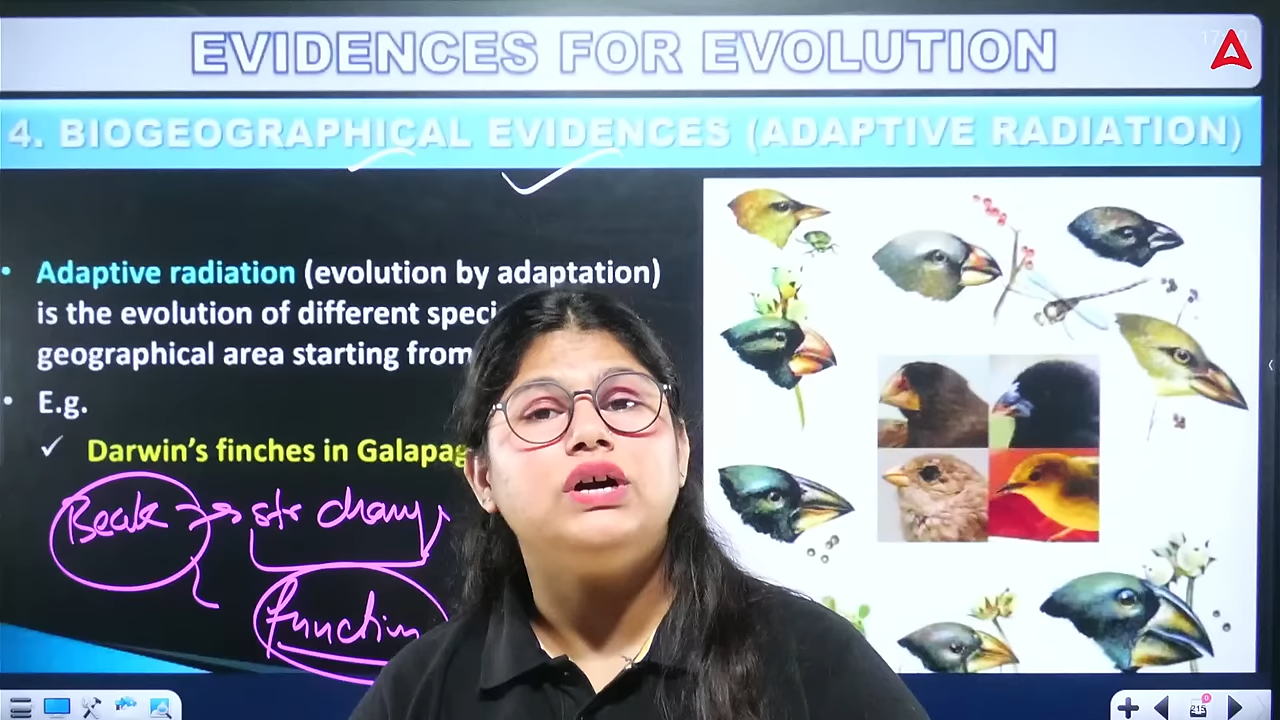 EVIDENCES FOR EVOLUTION
4. BIOGEOGRAPHICAL EVIDENCES (ADAPTIVE RADIATION)
• Adaptive radiation (evolution by adaptation)
is the evolution of different speci
geographical area starting from
• E.g.
✓ Darwin's finches in Galapag
Beak str
function
215